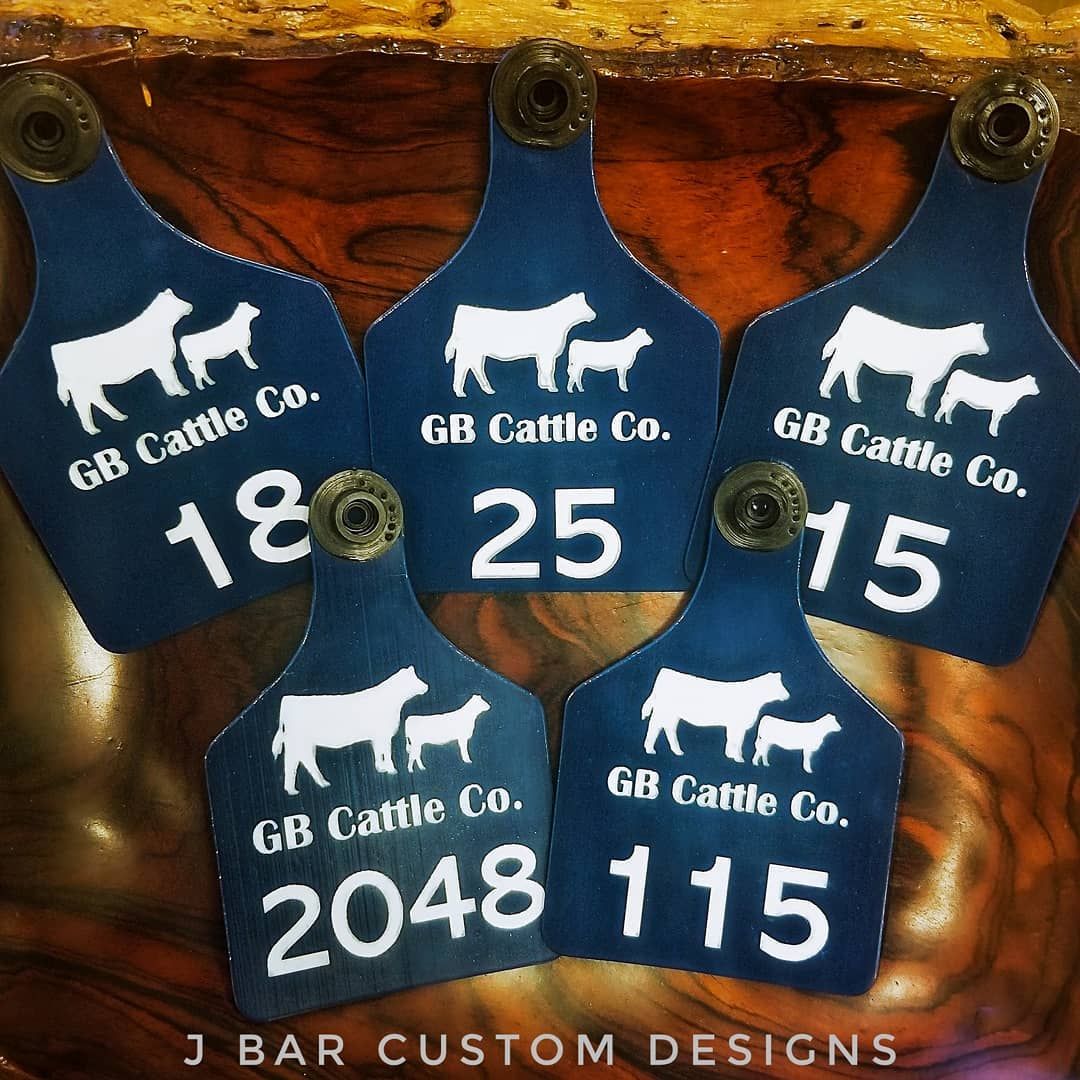 GB Cattle Co.
18
GB Cattle Co.
25
GB Cattle Co.
15
GB Cattle Co.
2048
GB Cattle Co.
115
J BAR CUSTOM DESIGNS